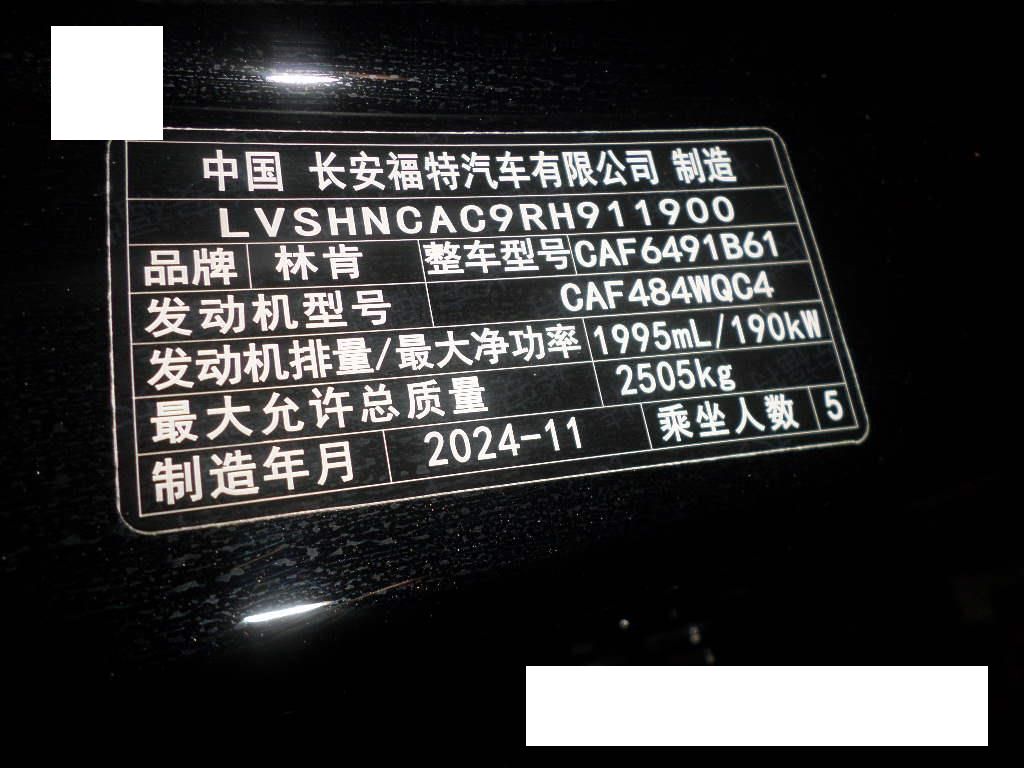 中国 长安福特汽车有限公司 制造
LVSHNCAC9RH911900
品牌 林肯 整车型号 CAF6491B61
发动机型号 CAF484WQC4
发动机排量/最大净功率 1995mL/190kW
最大允许总质量 2505kg
制造年月 2024-11 乘坐人数 5